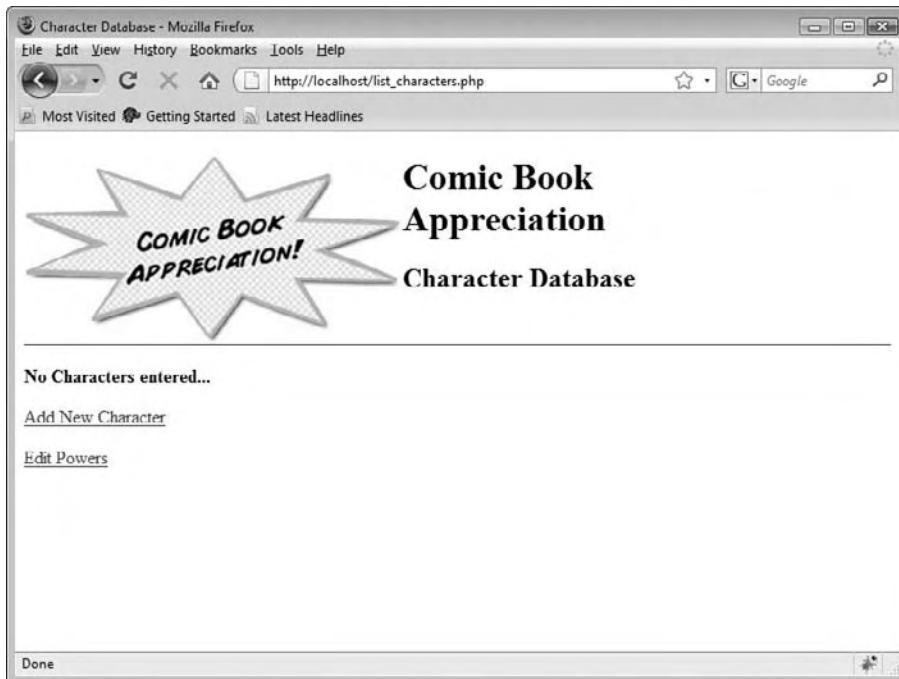 Character Database - Mozilla Firefox
File Edit View History Bookmarks Tools Help
http://localhost/list_characters.php
G Google
Most Visited Getting Started Latest Headlines
COMIC BOOK
APPRECIATION!
Comic Book
Appreciation
Character Database
No Characters entered...
Add New Character
Edit Powers
Done